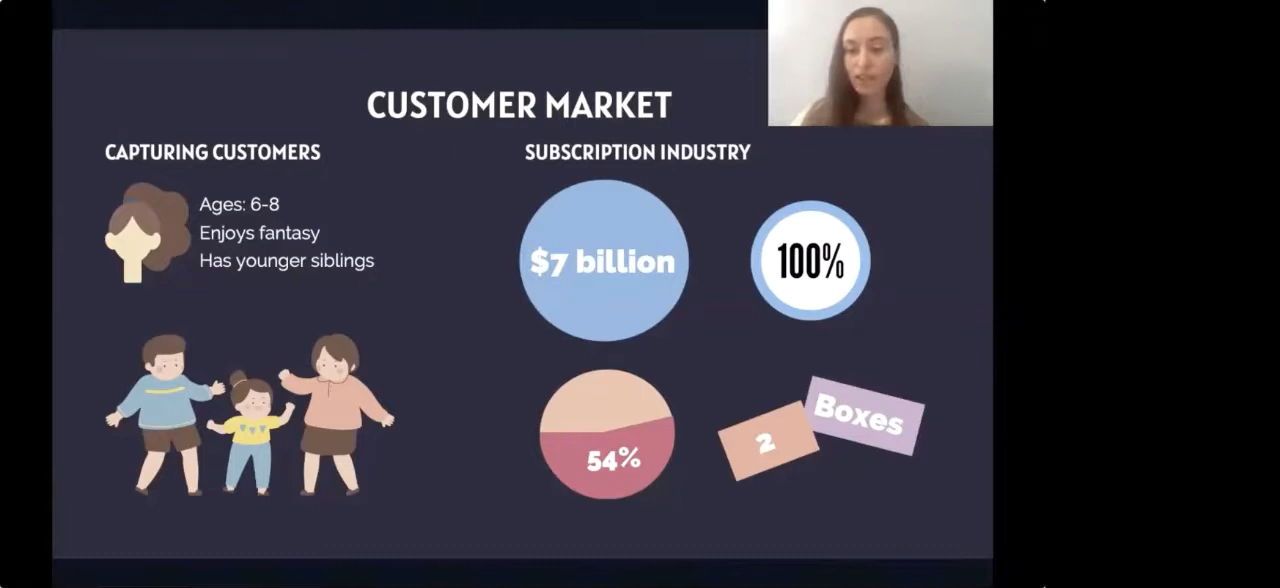 CUSTOMER MARKET
CAPTURING CUSTOMERS
Ages: 6-8
Enjoys fantasy
Has younger siblings
SUBSCRIPTION INDUSTRY
$7 billion
100%
54%
2
Boxes